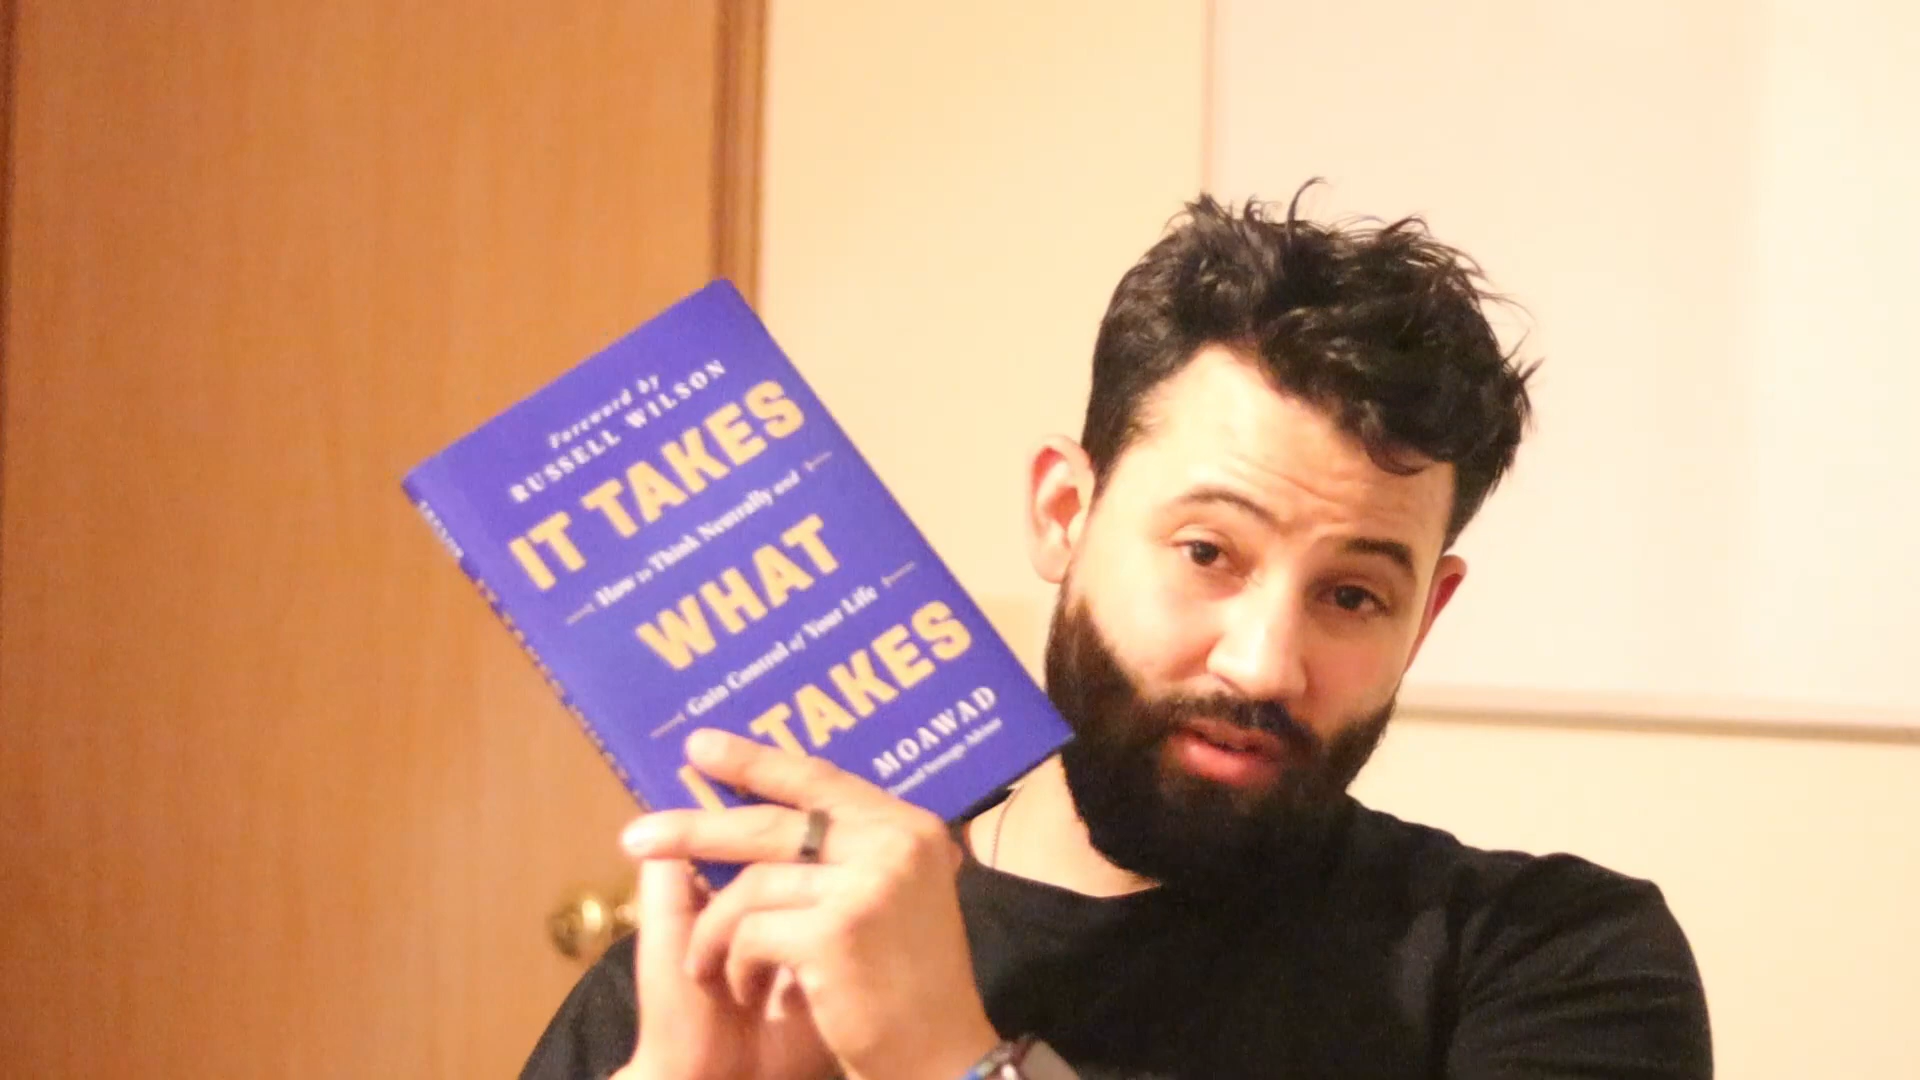 Foreword by
RUSSELL WILSON
IT TAKES
How to Think Neutrally and
WHAT
Gain Control of Your Life
TAKES
MOAWAD